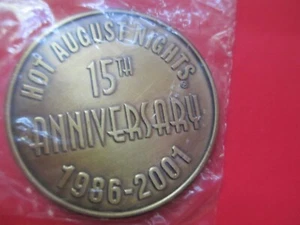 HOT AUGUST NIGHTS®
15TH
ANNIVERSARY
1986-2001